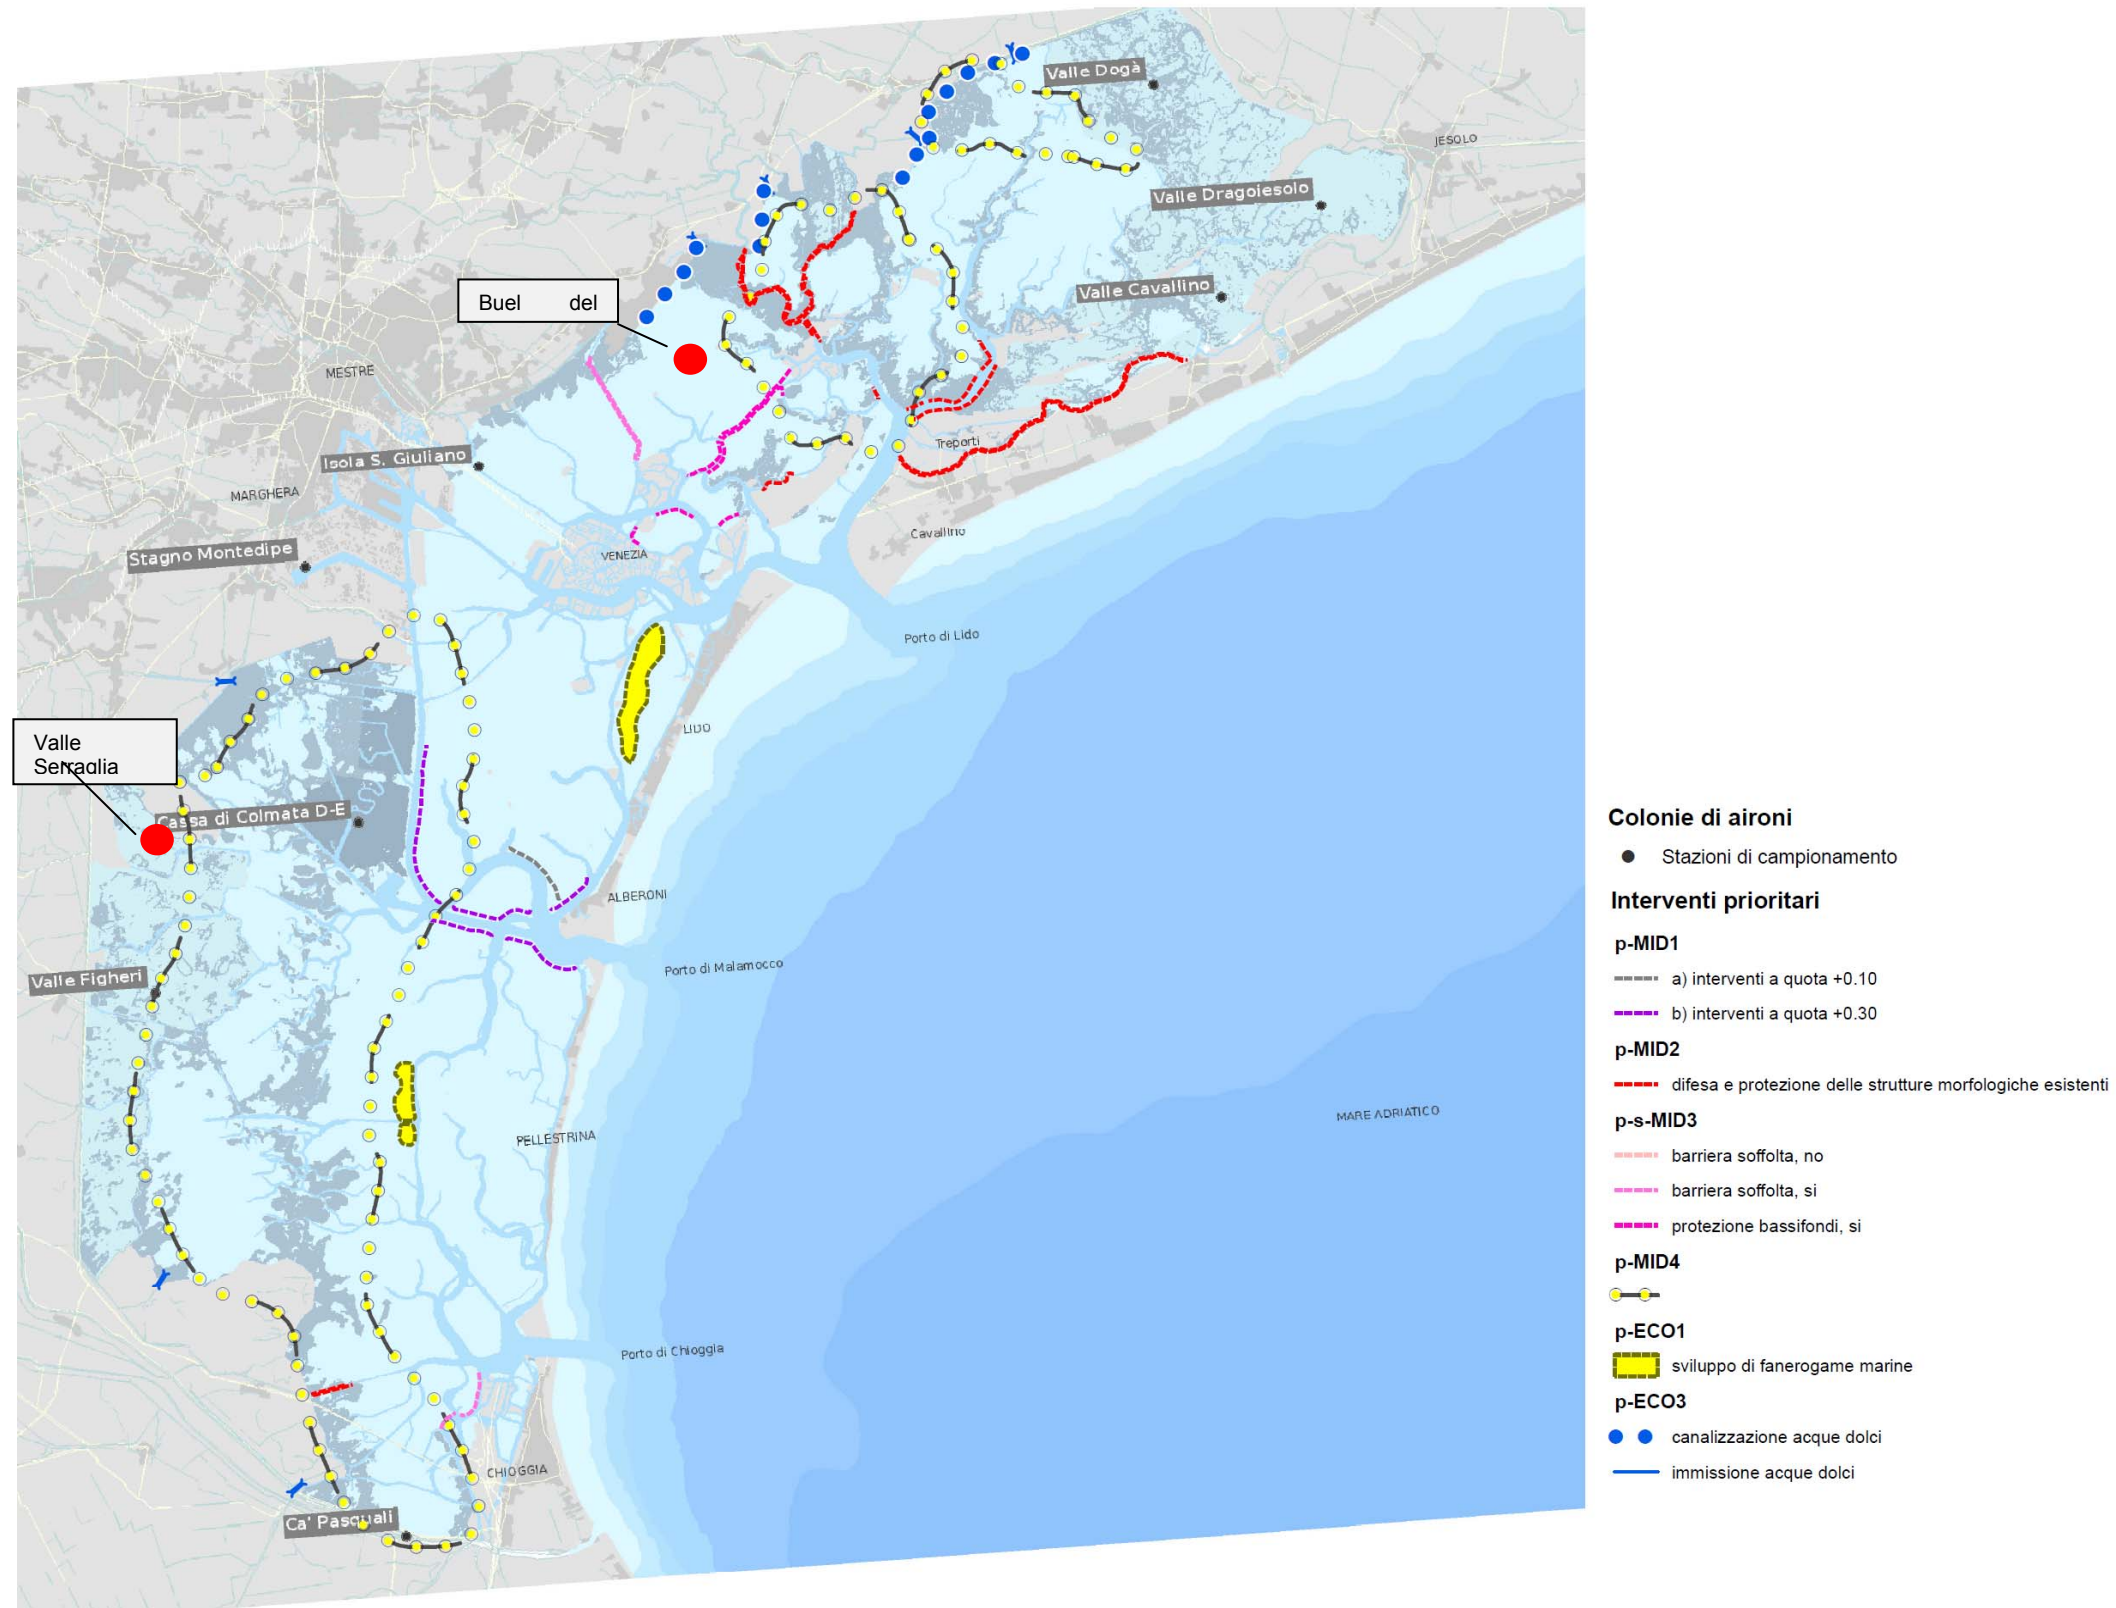 Valle Dogà
JESOLO
Valle Dragojesolo
Valle Cavallino
Buel del
MESTRE
Isola S. Giuliano
Treporti
MARGHERA
Cavallino
Stagno Montedipe
VENEZIA
Porto di Lido
LIDO
Valle
Serraglia
Cassa di Colmata D-E
ALBERONI
Valle Figheri
Porto di Malamocco
MARE ADRIATICO
PELLESTRINA
Porto di Chioggia
CHIOGGIA
Ca' Pasquali
Colonie di aironi
Stazioni di campionamento
Interventi prioritari
p-MID1
a) interventi a quota +0.10
b) interventi a quota +0.30
p-MID2
difesa e protezione delle strutture morfologiche esistenti
p-s-MID3
barriera soffolta, no
barriera soffolta, si
protezione bassifondi, si
p-MID4
p-ECO1
sviluppo di fanerogame marine
p-ECO3
canalizzazione acque dolci
immissione acque dolci